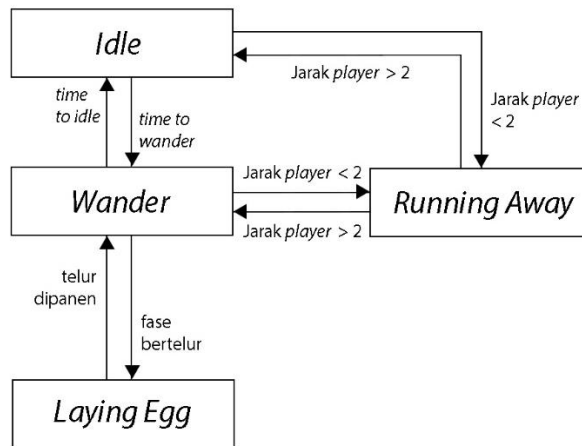 Idle
Jarak player > 2
Jarak player
< 2
time
to idle
time to
wander
Wander
Jarak player < 2
Jarak player > 2
Running Away
telur
dipanen
fase
bertelur
Laying Egg